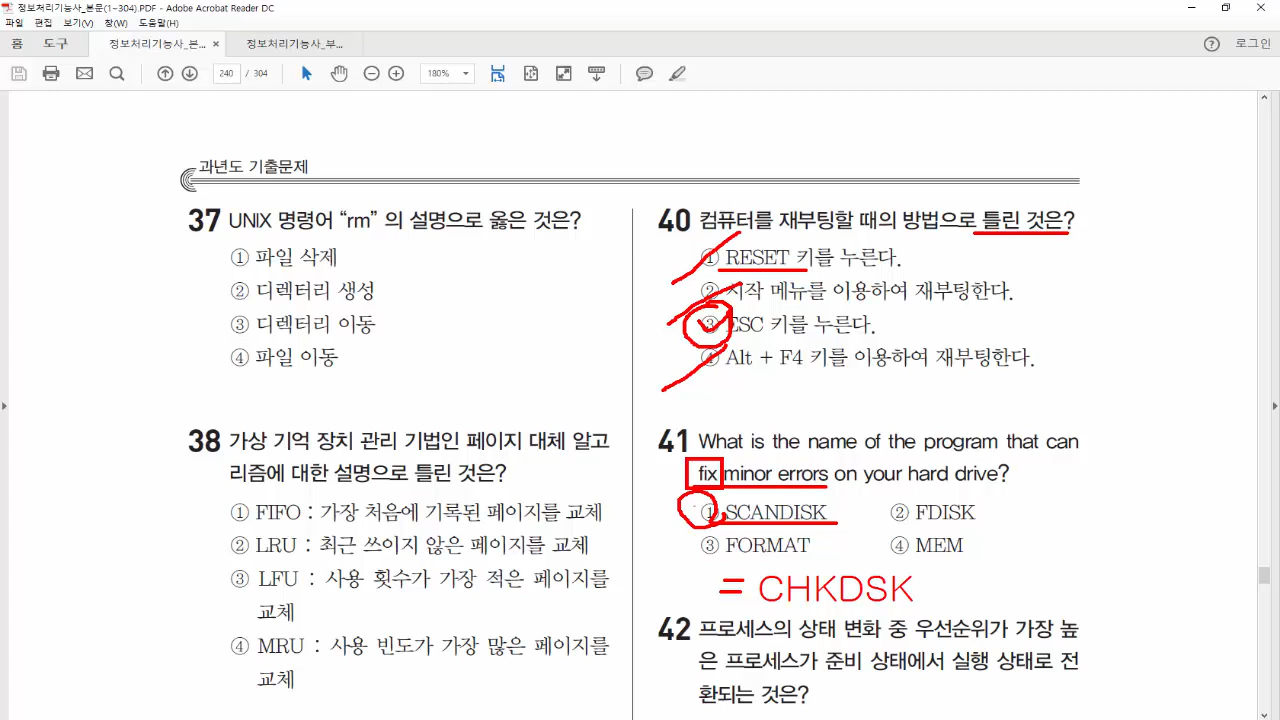 정보처리기능사_본문(1~304).PDF - Adobe Acrobat Reader DC
파일 편집 보기(V) 창(W) 도움말(H)
홈 도구 정보처리기능사_본... × 정보처리기능사_부... ? 로그인
240 / 304 180%
과년도 기출문제
37 UNIX 명령어 “rm” 의 설명으로 옳은 것은?
① 파일 삭제
② 디렉터리 생성
③ 디렉터리 이동
④ 파일 이동
38 가상 기억 장치 관리 기법인 페이지 대체 알고
리즘에 대한 설명으로 틀린 것은?
① FIFO : 가장 처음에 기록된 페이지를 교체
② LRU : 최근 쓰이지 않은 페이지를 교체
③ LFU : 사용 횟수가 가장 적은 페이지를
교체
④ MRU : 사용 빈도가 가장 많은 페이지를
교체
40 컴퓨터를 재부팅할 때의 방법으로 틀린 것은?
① RESET 키를 누른다.
② 시작 메뉴를 이용하여 재부팅한다.
③ ESC 키를 누른다.
④ Alt + F4 키를 이용하여 재부팅한다.
41 What is the name of the program that can
fix minor errors on your hard drive?
① SCANDISK ② FDISK
③ FORMAT ④ MEM
= CHKDSK
42 프로세스의 상태 변화 중 우선순위가 가장 높
은 프로세스가 준비 상태에서 실행 상태로 전
환되는 것은?